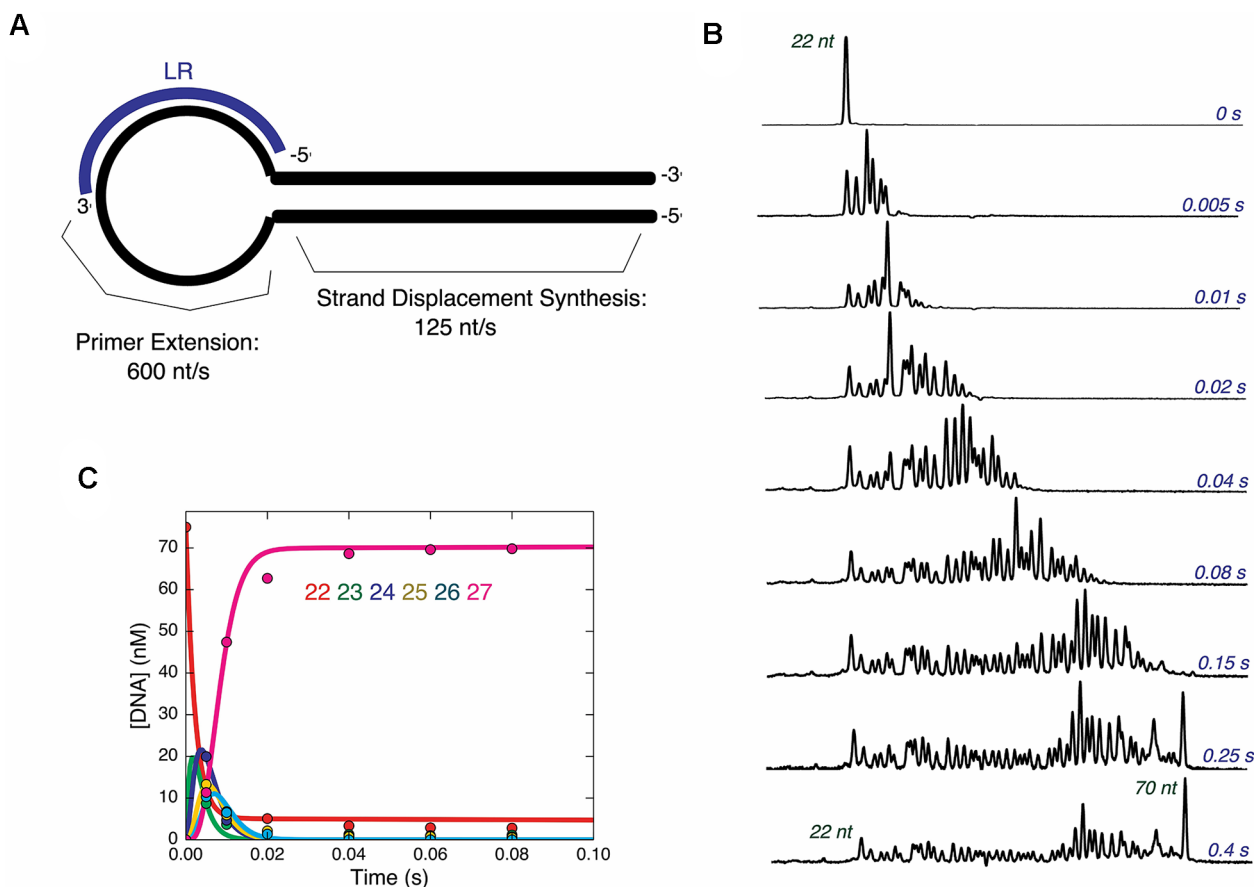 A
LR
-5'
3'
-3'
-5'
Primer Extension:
600 nt/s
Strand Displacement Synthesis:
125 nt/s
B
22 nt
0 s
0.005 s
0.01 s
0.02 s
0.04 s
0.08 s
0.15 s
0.25 s
70 nt
22 nt
0.4 s
C
[DNA] (nM)
70
60
50
40
30
20
10
0
22 23 24 25 26 27
0.00 0.02 0.04 0.06 0.08 0.10
Time (s)